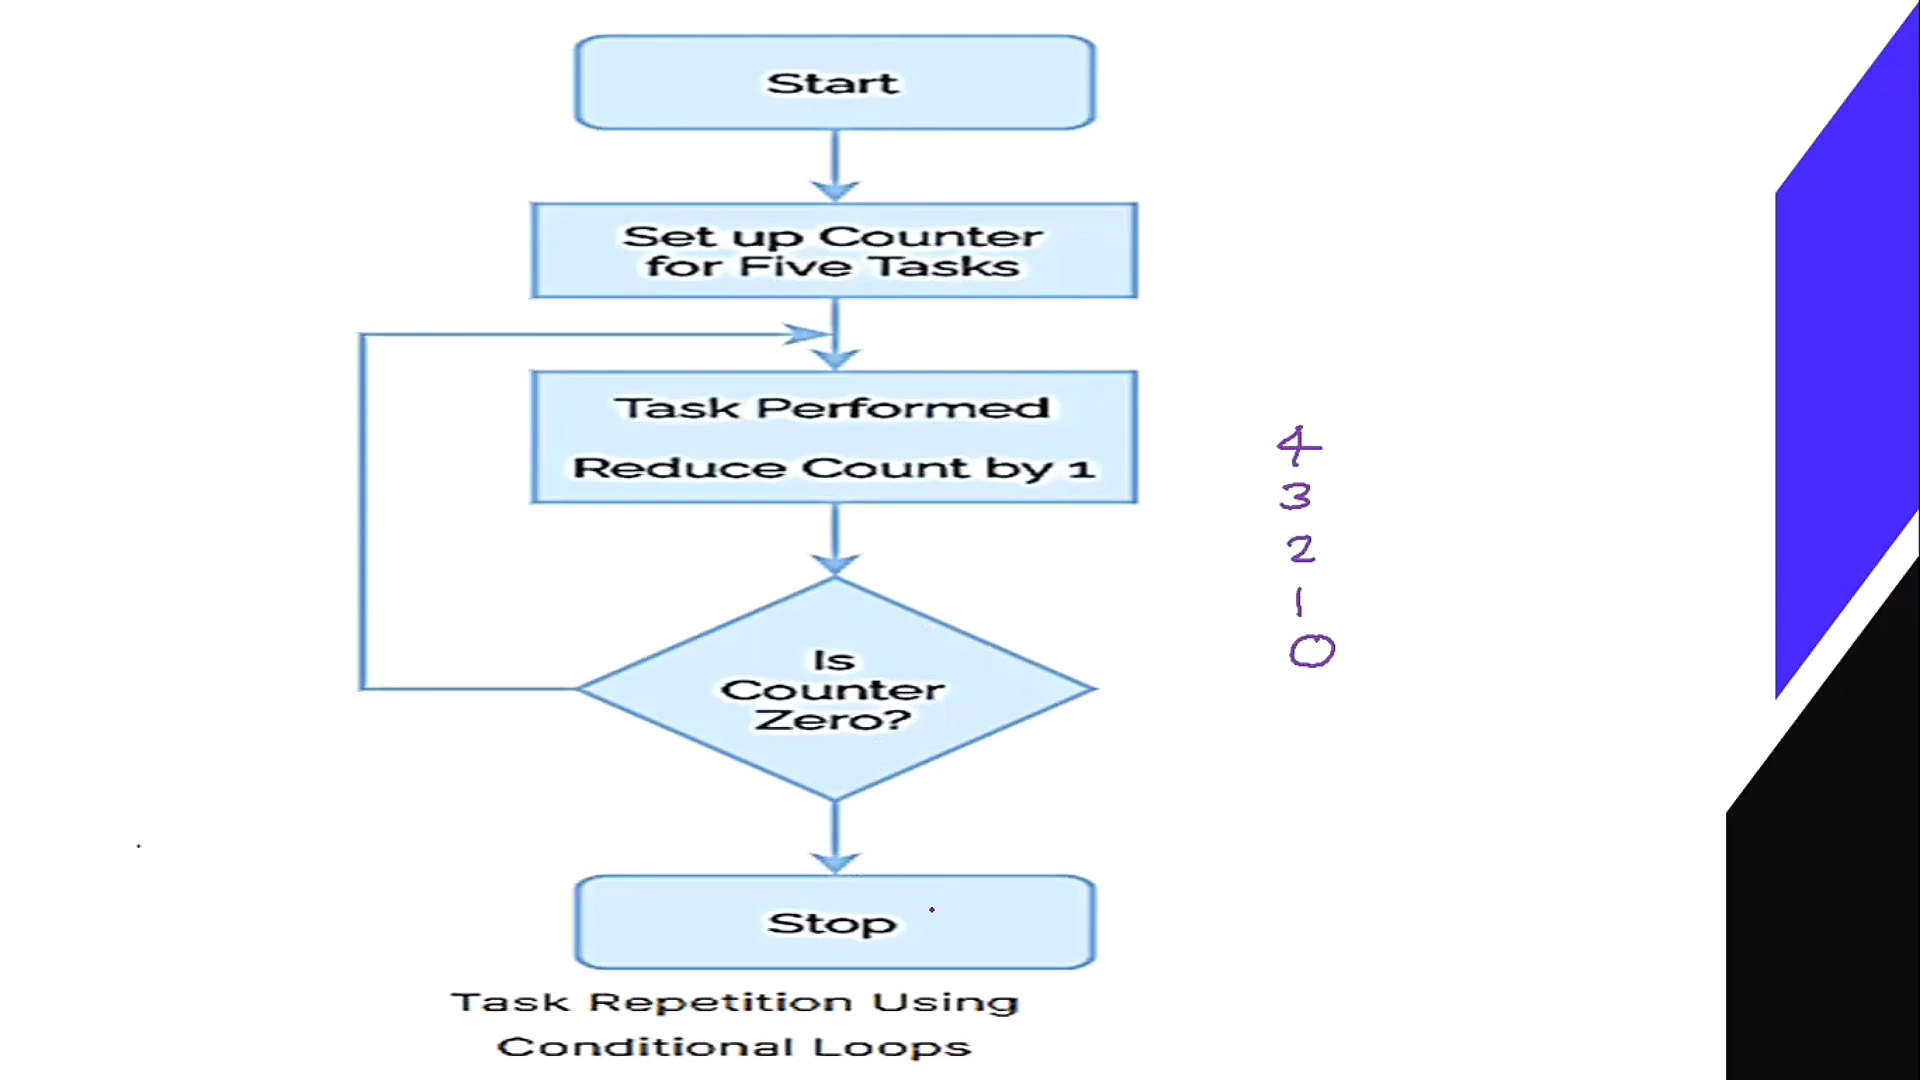 Start
Set up Counter
for Five Tasks
Task Performed
Reduce Count by 1
4
3
2
1
0
Is
Counter
Zero?
Stop
Task Repetition Using
Conditional Loops